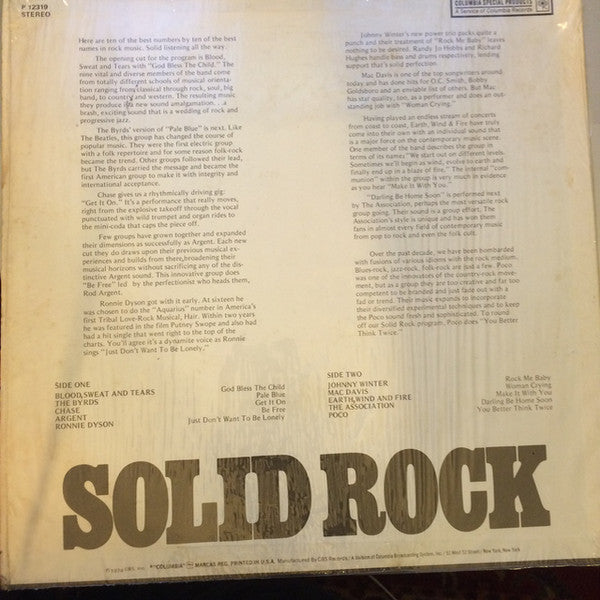 P 12319
STEREO
COLUMBIA SPECIAL PRODUCTS
A Service of Columbia Records
Here are ten of the best numbers by ten of the best
names in rock music. Solid listening all the way.
The opening cut for the program is Blood,
Sweat and Tears with "God Bless The Child." The
nine vital and diverse members of the band come
from totally different schools of musical orienta-
tion ranging from classical through rock, soul, big
band, to country and western. The resulting music
they produce is a new sound amalgamation. . .a
brash, exciting sound that is a wedding of rock and
progressive jazz.
The Byrds' version of "Pale Blue" is next. Like
The Beatles, this group has changed the course of
popular music. They were the first electric group
with a folk repertoire and for some reason folk-rock
became the trend. Other groups followed their lead,
but The Byrds carried the message and became the
first American group to make it with integrity and
international acceptance.
Chase gives us a rhythmically driving gig:
"Get It On." It's a performance that really moves,
right from the explosive takeoff through the vocal
punctuated with wild trumpet and organ rides to
the mini-coda that caps the piece off.
Few groups have grown together and expanded
their dimensions as successfully as Argent. Each new
cut they do draws upon their previous musical ex-
periences and builds from there,broadening their
musical horizons without sacrificing any of the dis-
tinctive Argent sound. This innovative group does
"Be Free" led by the perfectionist who heads them,
Rod Argent.
Ronnie Dyson got with it early. At sixteen he
was chosen to do the "Aquarius" number in America's
first Tribal Love-Rock Musical, Hair. Within two years
he was featured in the film Putney Swope and also had
a hit single that went right to the top of the
charts. You'll agree it's a dynamite voice as Ronnie
sings "Just Don't Want To Be Lonely."
Johnny Winter's new power trio packs quite a
punch and their treatment of "Rock Me Baby" leaves
nothing to be desired. Randy Jo Hobbs and Richard
Hughes handle bass and drums respectively, lending
support that's solid perfection.
Mac Davis is one of the top songwriters around
today and has done hits for O.C. Smith, Bobby
Goldsboro and an enviable list of others. But Mac
has star quality, too, as a performer and does an out-
standing job with "Woman Crying."
Having played an endless stream of concerts
from coast to coast, Earth, Wind & Fire have truly
come into their own with an individual sound that
is a major force on the contemporary music scene.
One member of the band describes the group in
terms of its names "We start out on different levels.
Sometimes we'll begin as wind, evolve to earth and
finally end up in a blaze of fire." The internal "com-
munion" within the group is very much in evidence
as you hear "Make It With You."
"Darling Be Home Soon" is performed next
by The Association, perhaps the most versatile rock
group going. Their sound is a group effort; The
Association's style is unique and has won them
fans in almost every field of contemporary music
from pop to rock and even the folk cult.
Over the past decade, we have been bombarded
with fusions of various idioms with the rock medium.
Blues-rock, jazz-rock, folk-rock are just a few. Poco
was one of the innovators of the country-rock move-
ment, but as a group they are too creative and far too
competent to be branded and just fade out with a
fad or trend. Their music expands to incorporate
their diversified experimental techniques and to keep
the Poco sound fresh and sophisticated. To round
off our Solid Rock program, Poco does "You Better
Think Twice."
SIDE ONE
BLOOD,SWEAT AND TEARS God Bless The Child
THE BYRDS Pale Blue
CHASE Get It On
ARGENT Be Free
RONNIE DYSON Just Don't Want To Be Lonely
SIDE TWO
JOHNNY WINTER Rock Me Baby
MAC DAVIS Woman Crying
EARTH,WIND AND FIRE Make It With You
THE ASSOCIATION Darling Be Home Soon
POCO You Better Think Twice
SOLID ROCK
℗1974 CBS, Inc. ®"COLUMBIA" MARCAS REG. PRINTED IN U.S.A. Manufactured By CBS Records / A Division of Columbia Broadcasting System, Inc. / 51 West 52 Street / New York, New York